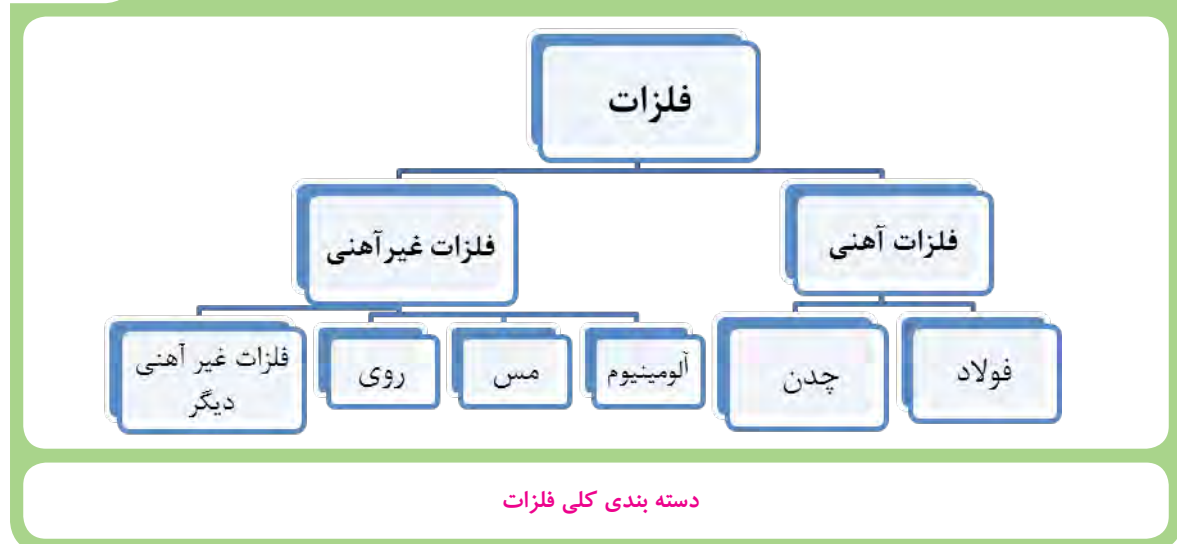 فلزات
فلزات آهنی
فلزات غیرآهنی
فولاد
چدن
آلومینیوم
مس
روی
فلزات غیر آهنی
دیگر
دسته بندی کلی فلزات